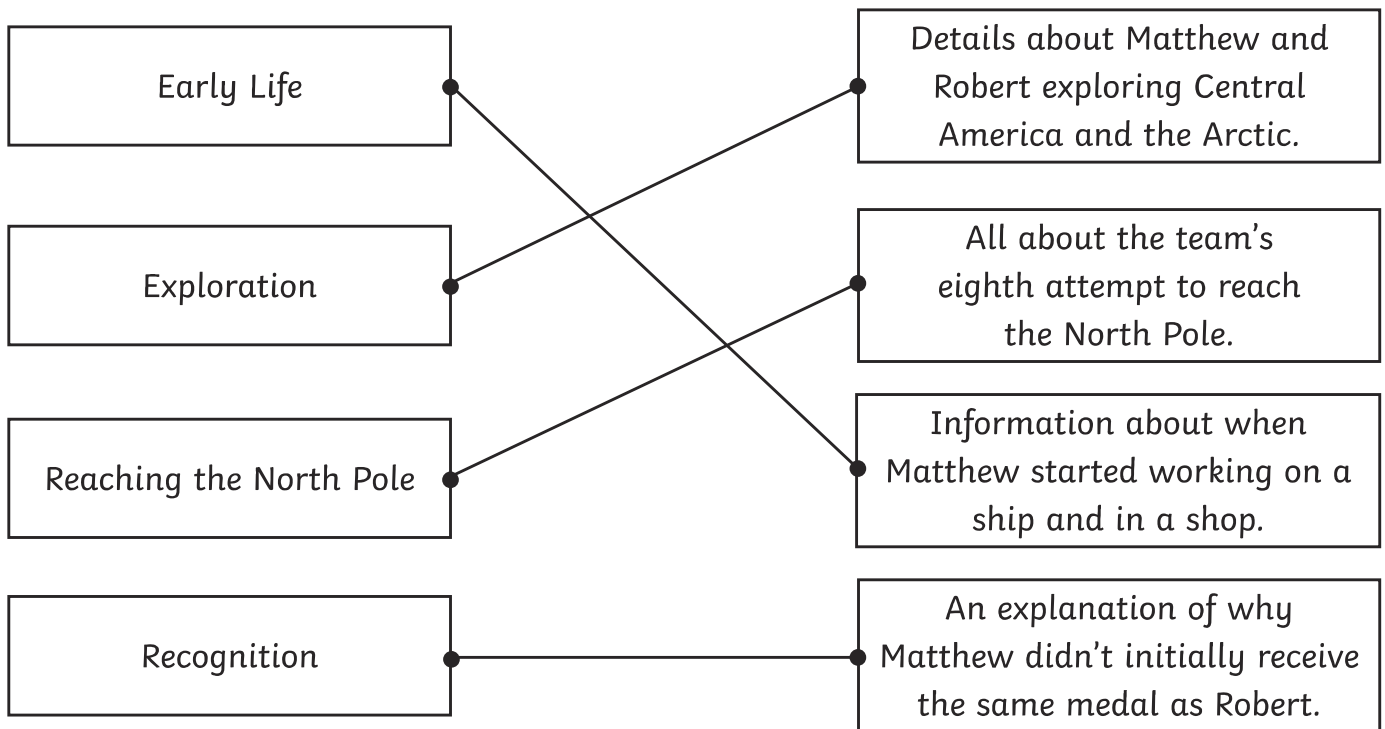 Early Life
Exploration
Reaching the North Pole
Recognition
Details about Matthew and
Robert exploring Central
America and the Arctic.
All about the team's
eighth attempt to reach
the North Pole.
Information about when
Matthew started working on a
ship and in a shop.
An explanation of why
Matthew didn't initially receive
the same medal as Robert.